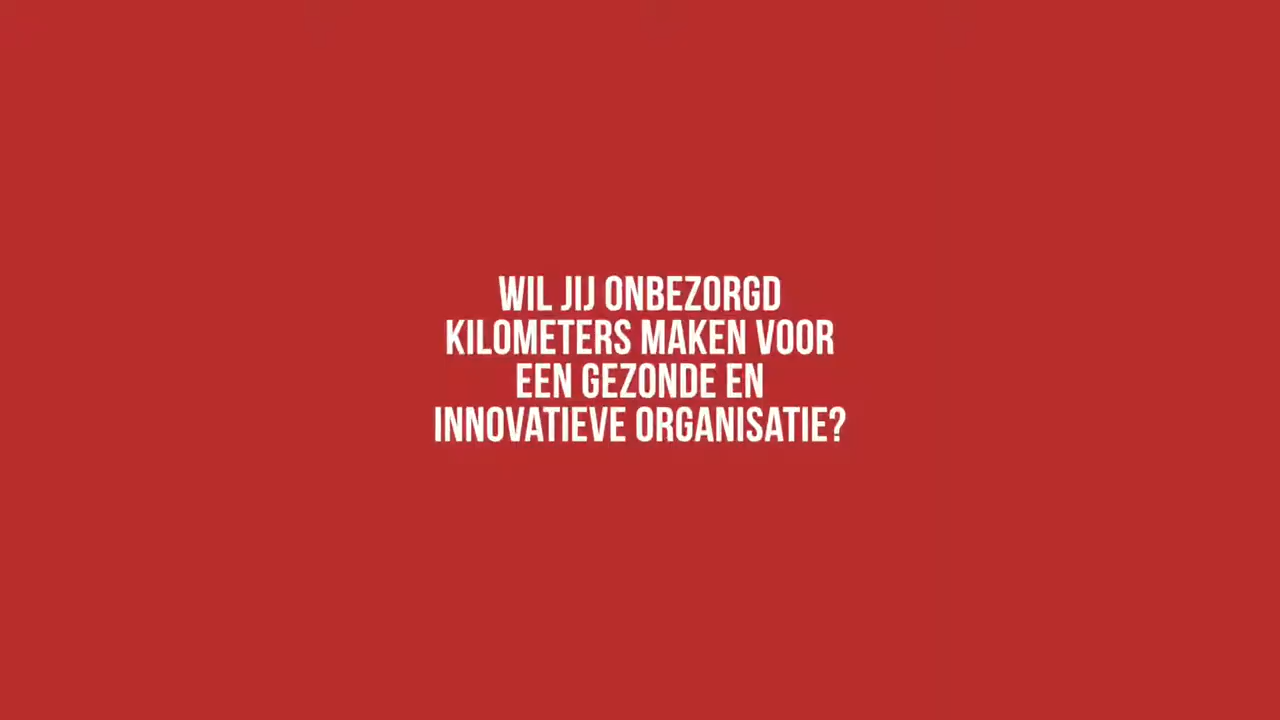 WIL JIJ ONBEZORGD
KILOMETERS MAKEN VOOR
EEN GEZONDE EN
INNOVATIEVE ORGANISATIE?